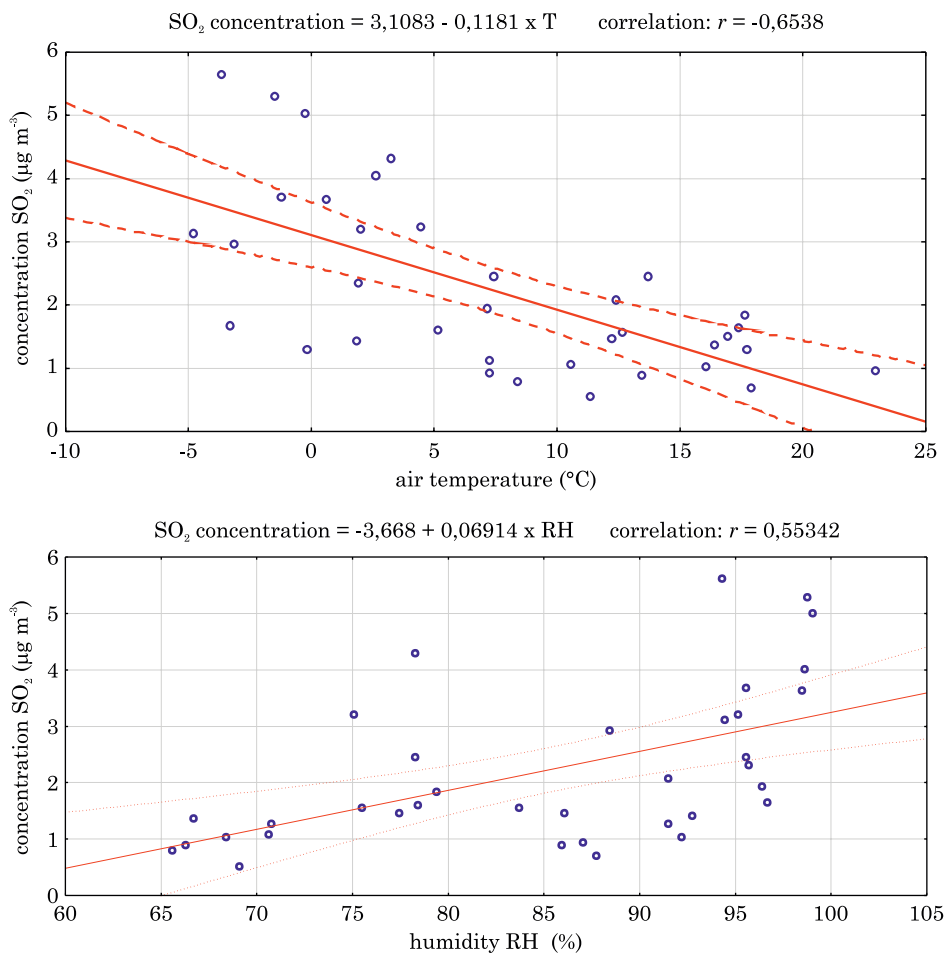 SO₂ concentration = 3,1083 - 0,1181 x T correlation: r = -0,6538
concentration SO₂ (µg m⁻³)
6
5
4
3
2
1
0
-10 -5 0 5 10 15 20 25
air temperature (°C)
SO₂ concentration = -3,668 + 0,06914 x RH correlation: r = 0,55342
concentration SO₂ (µg m⁻³)
6
5
4
3
2
1
0
60 65 70 75 80 85 90 95 100 105
humidity RH (%)